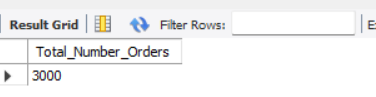 Result Grid Filter Rows: E
Total_Number_Orders
3000